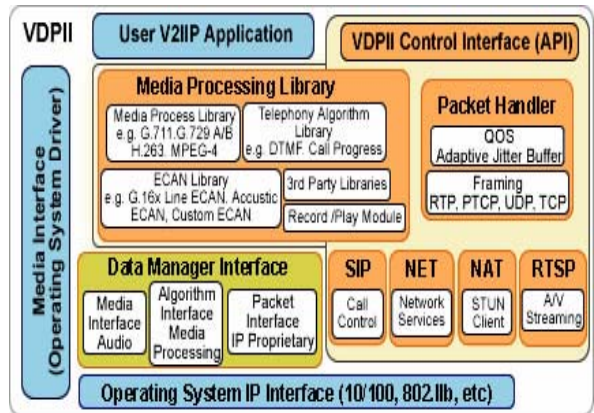 VDPII
User V2IIP Application
VDPII Control Interface (API)
Media Interface
(Operating System Driver)
Media Processing Library
Media Process Library
e.g. G.711.G.729 A/B
H.263. MPEG-4
Telephony Algorithm
Library
e.g. DTMF. Call Progress
ECAN Library
e.g. G.16x Line ECAN. Accustic
ECAN, Custom ECAN
3rd Party Libraries
Record /Play Module
Packet Handler
QOS
Adaptive Jitter Buffer
Framing
RTP, PTCP, UDP, TCP
Data Manager Interface
Media
Interface
Audio
Algorithm
Interface
Media
Processing
Packet
Interface
IP Proprietary
SIP
Call
Control
NET
Network
Services
NAT
STUN
Client
RTSP
A/V
Streaming
Operating System IP Interface (10/100, 802.IIb, etc)